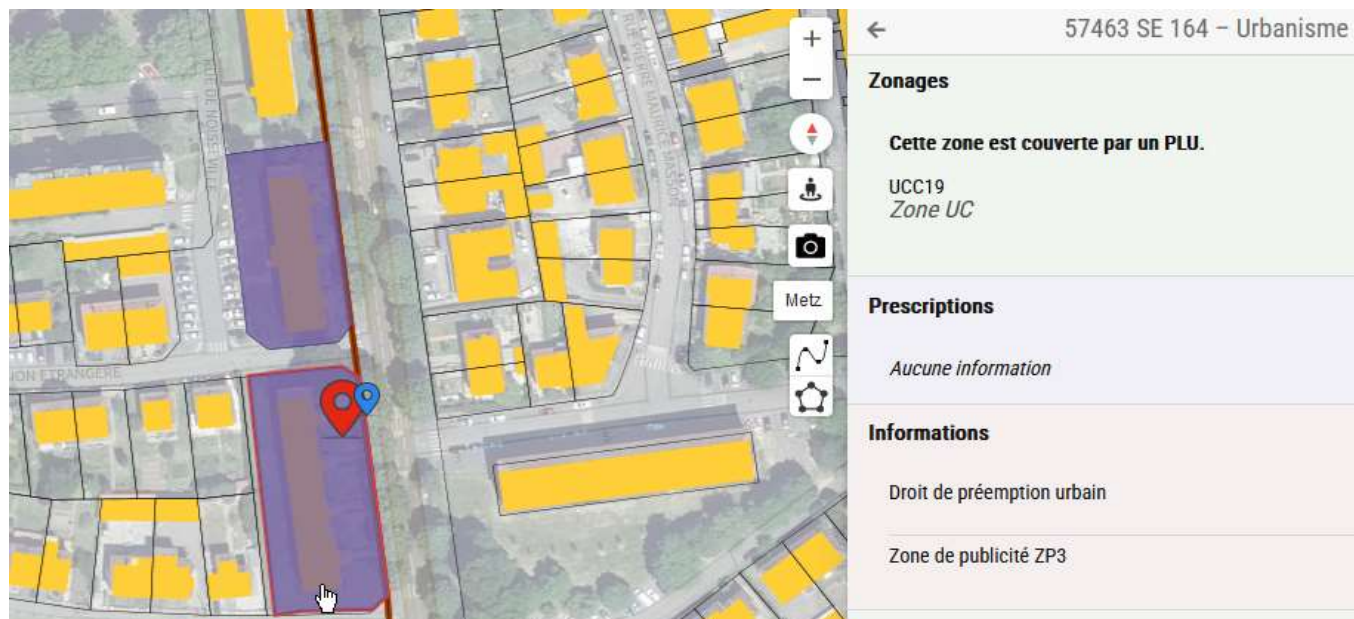 57463 SE 164 – Urbanisme
Zonages
Cette zone est couverte par un PLU.
UCC19
Zone UC
Prescriptions
Aucune information
Informations
Droit de préemption urbain
Zone de publicité ZP3
+
−
Metz
RUE DE NOISSEVILLE
RUE PIERRE MAURICE MASSON
ION ETRANGERE